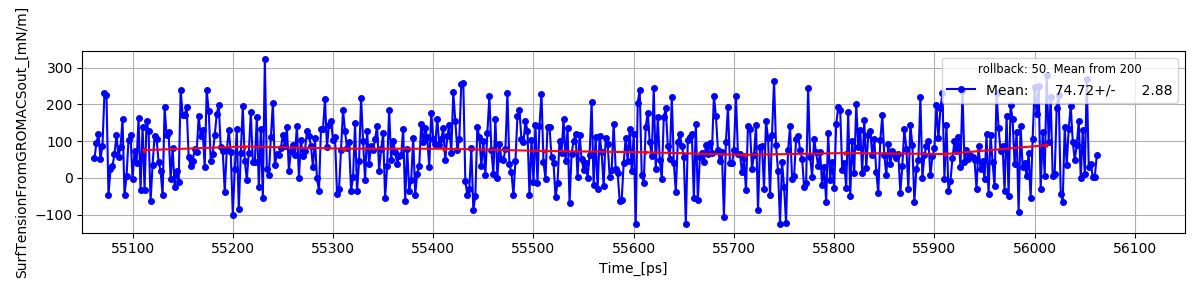 SurfTensionFromGROMACSout_[mN/m]
300
200
100
0
−100
rollback: 50, Mean from 200
Mean: 74.72+/- 2.88
55100 55200 55300 55400 55500 55600 55700 55800 55900 56000 56100
Time_[ps]